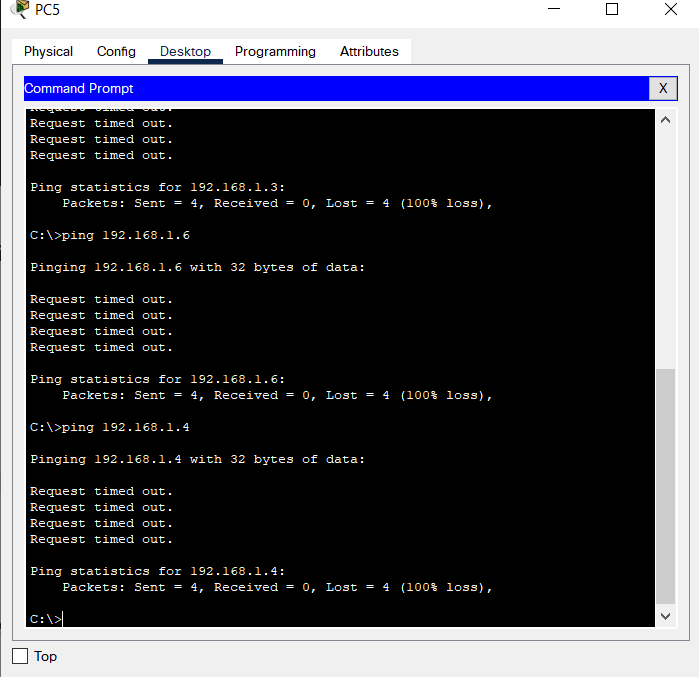 PC5
Physical Config Desktop Programming Attributes
Command Prompt X
Request timed out.
Request timed out.
Request timed out.
Request timed out.
Ping statistics for 192.168.1.3:
Packets: Sent = 4, Received = 0, Lost = 4 (100% loss),
C:\>ping 192.168.1.6
Pinging 192.168.1.6 with 32 bytes of data:
Request timed out.
Request timed out.
Request timed out.
Request timed out.
Ping statistics for 192.168.1.6:
Packets: Sent = 4, Received = 0, Lost = 4 (100% loss),
C:\>ping 192.168.1.4
Pinging 192.168.1.4 with 32 bytes of data:
Request timed out.
Request timed out.
Request timed out.
Request timed out.
Ping statistics for 192.168.1.4:
Packets: Sent = 4, Received = 0, Lost = 4 (100% loss),
C:\>
Top